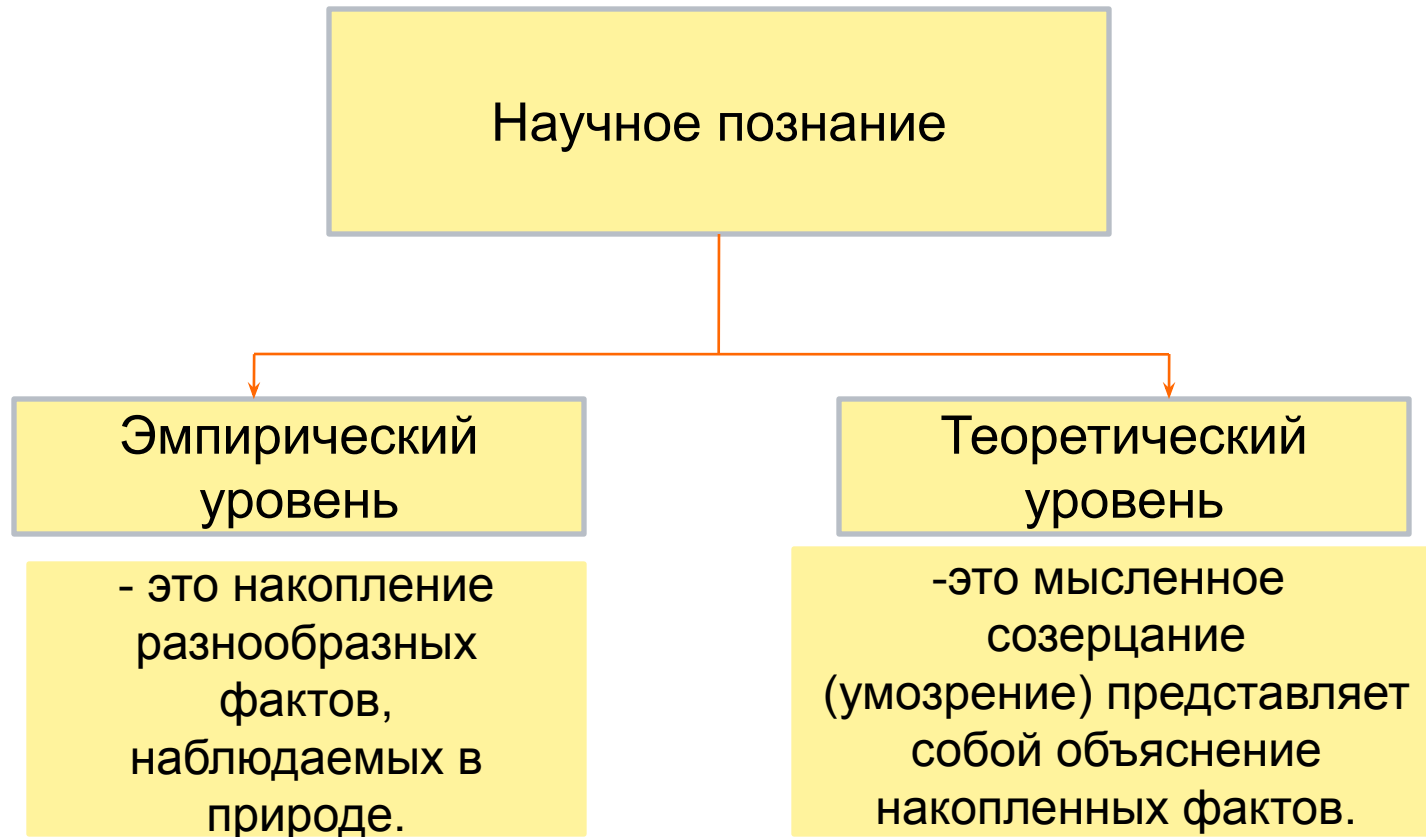 Научное познание
Эмпирический
уровень
- это накопление
разнообразных
фактов,
наблюдаемых в
природе.
Теоретический
уровень
-это мысленное
созерцание
(умозрение) представляет
собой объяснение
накопленных фактов.